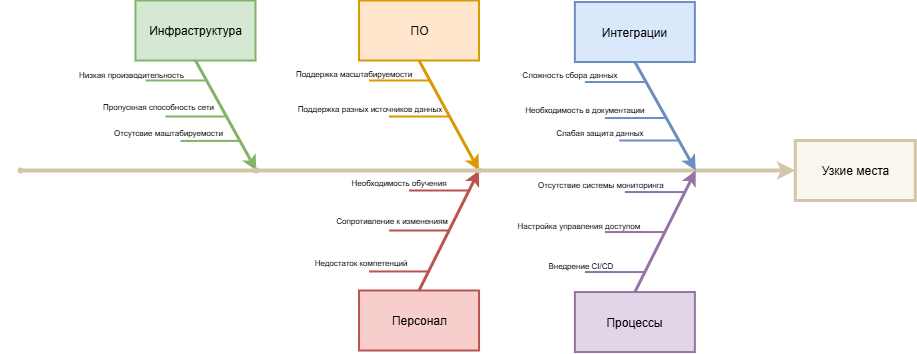 Инфраструктура
ПО
Интеграции
Низкая производительность
Пропускная способность сети
Отсутсвие маштабируемости
Поддержка масштабируемости
Поддержка разных источников данных
Сложность сбора данных
Необходимость в документации
Слабая защита данных
Узкие места
Необходимость обучения
Сопротивление к изменениям
Недостаток компетенций
Отсутствие системы мониторинга
Настройка управления доступом
Внедрение CI/CD
Персонал
Процессы